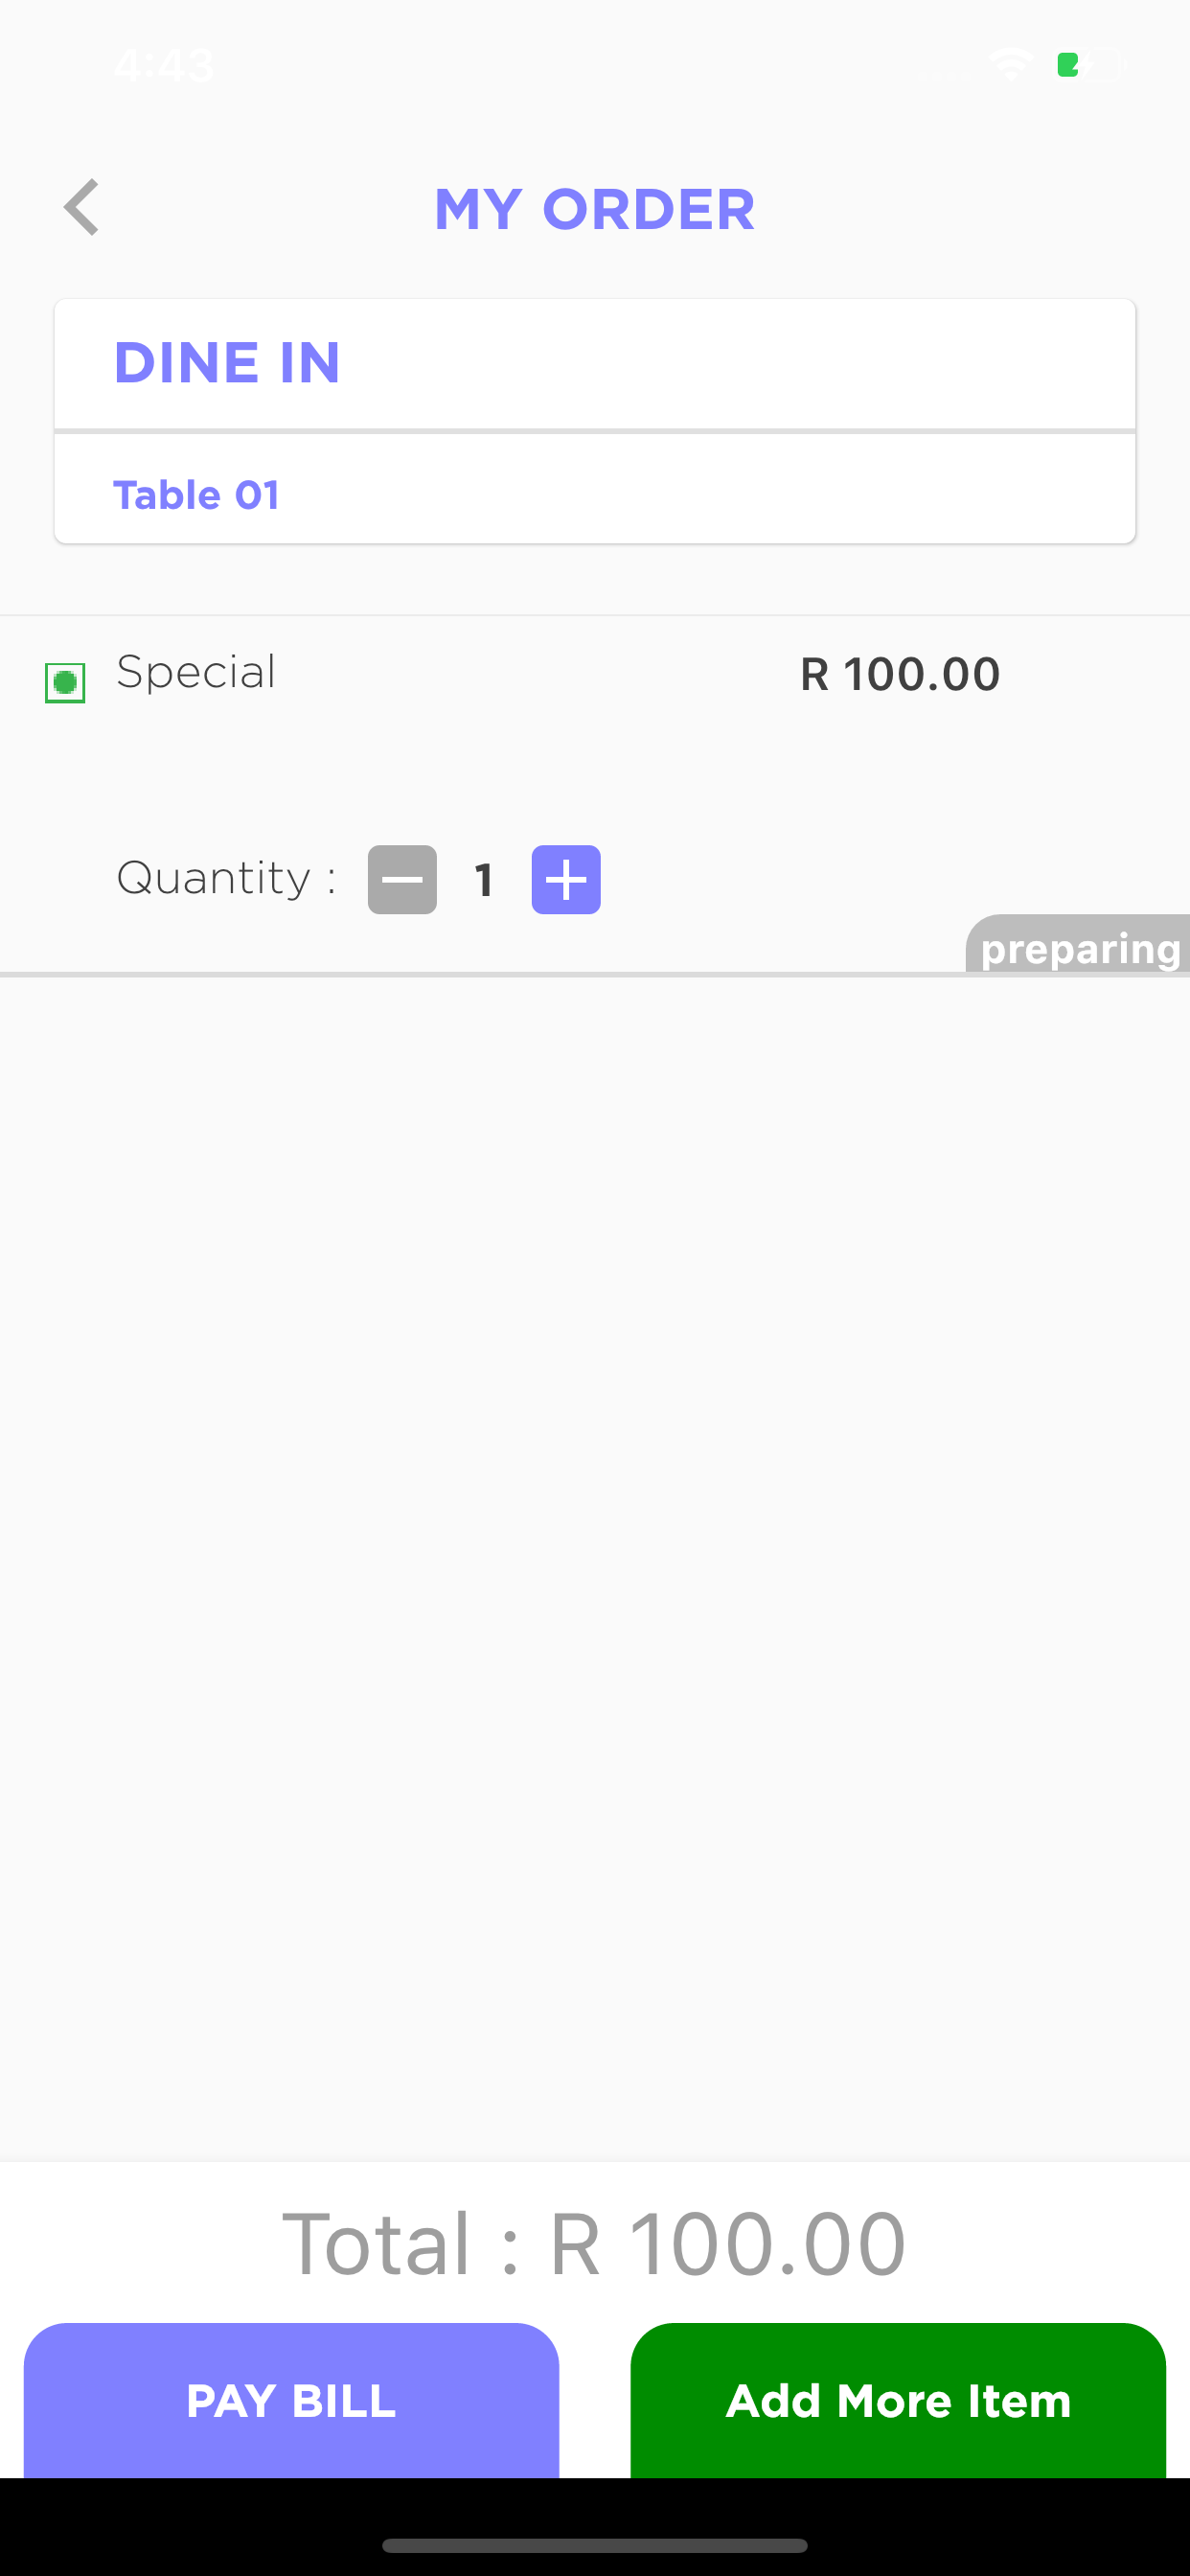 4:43
MY ORDER
DINE IN
Table 01
Special R 100.00
Quantity : 1
preparing
Total : R 100.00
PAY BILL Add More Item